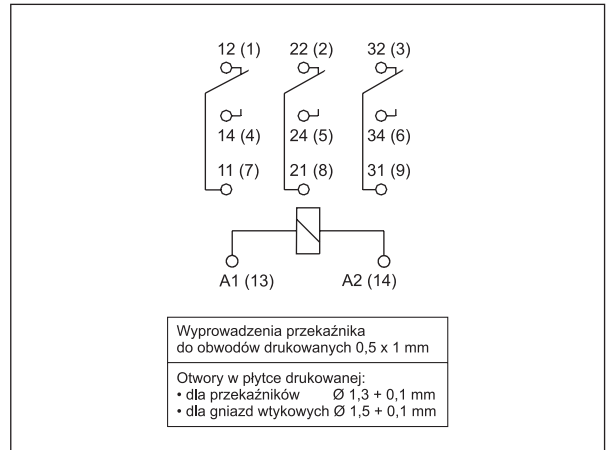 12 (1) 22 (2) 32 (3)
14 (4) 24 (5) 34 (6)
11 (7) 21 (8) 31 (9)
A1 (13) A2 (14)
Wyprowadzenia przekaźnika
do obwodów drukowanych 0,5 x 1 mm
Otwory w płytce drukowanej:
• dla przekaźników Ø 1,3 + 0,1 mm
• dla gniazd wtykowych Ø 1,5 + 0,1 mm